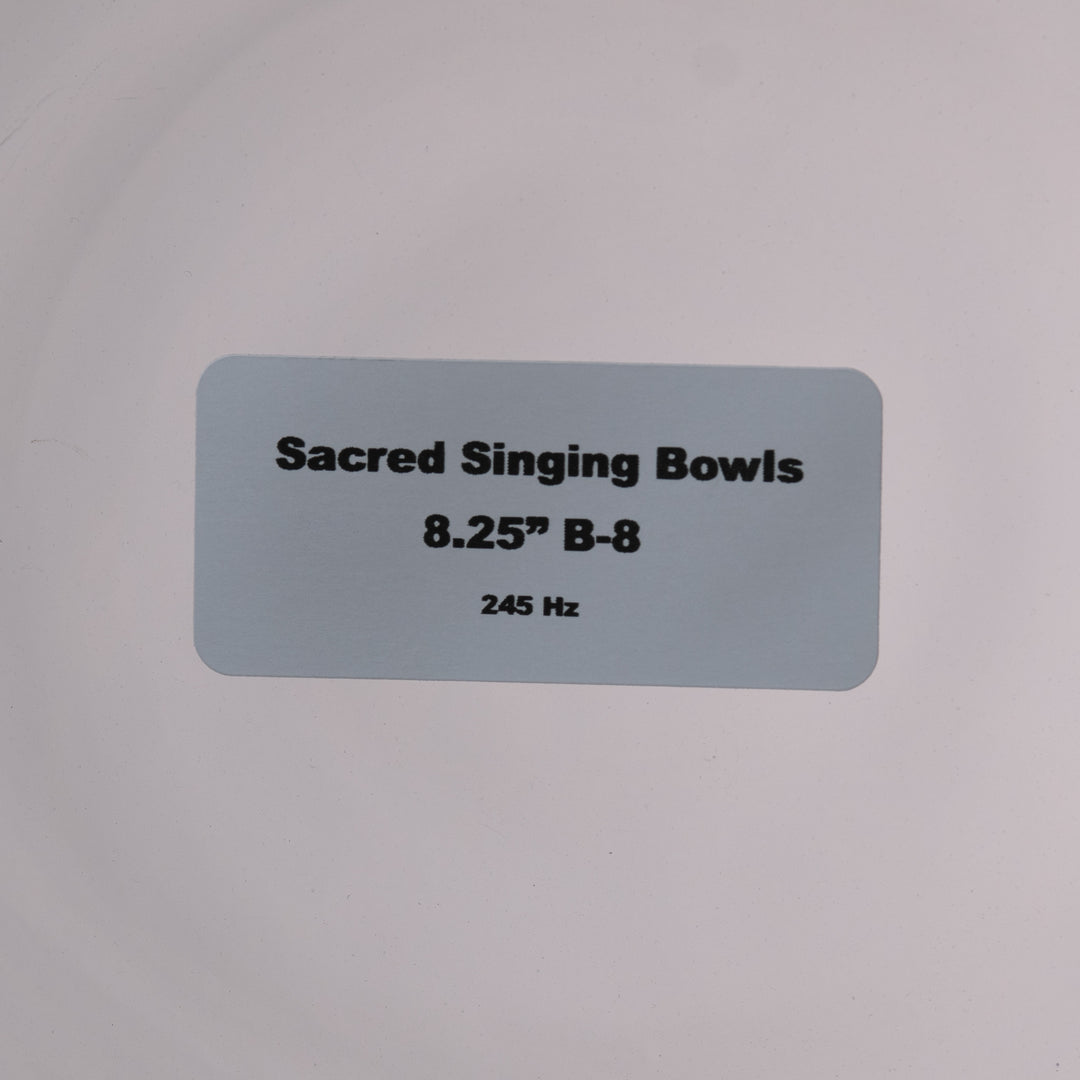 Sacred Singing Bowls
8.25” B-8
245 Hz